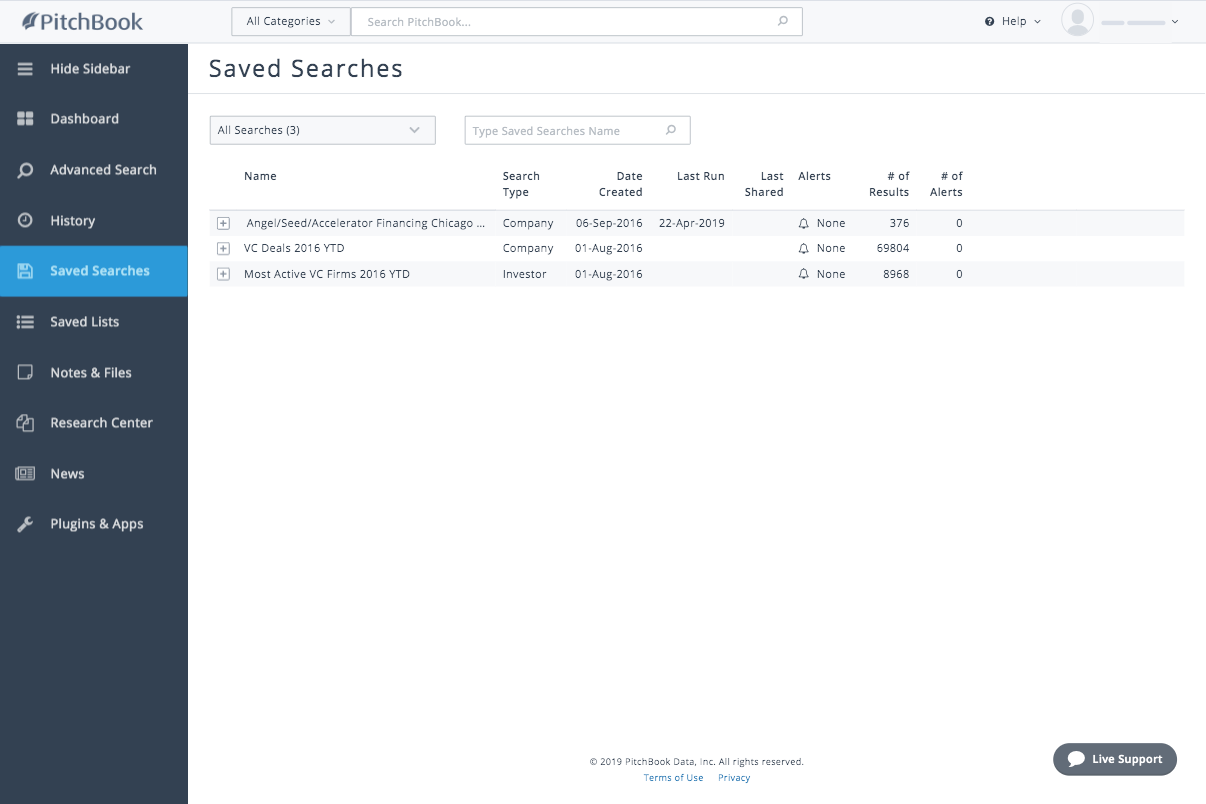 PitchBook
All Categories
Search PitchBook...
Help
Hide Sidebar
Dashboard
Advanced Search
History
Saved Searches
Saved Lists
Notes & Files
Research Center
News
Plugins & Apps
Saved Searches
All Searches (3)
Type Saved Searches Name
Name Search Type Date Created Last Run Last Shared Alerts # of Results # of Alerts
Angel/Seed/Accelerator Financing Chicago ... Company 06-Sep-2016 22-Apr-2019 None 376 0
VC Deals 2016 YTD Company 01-Aug-2016 None 69804 0
Most Active VC Firms 2016 YTD Investor 01-Aug-2016 None 8968 0
© 2019 PitchBook Data, Inc. All rights reserved.
Terms of Use Privacy
Live Support